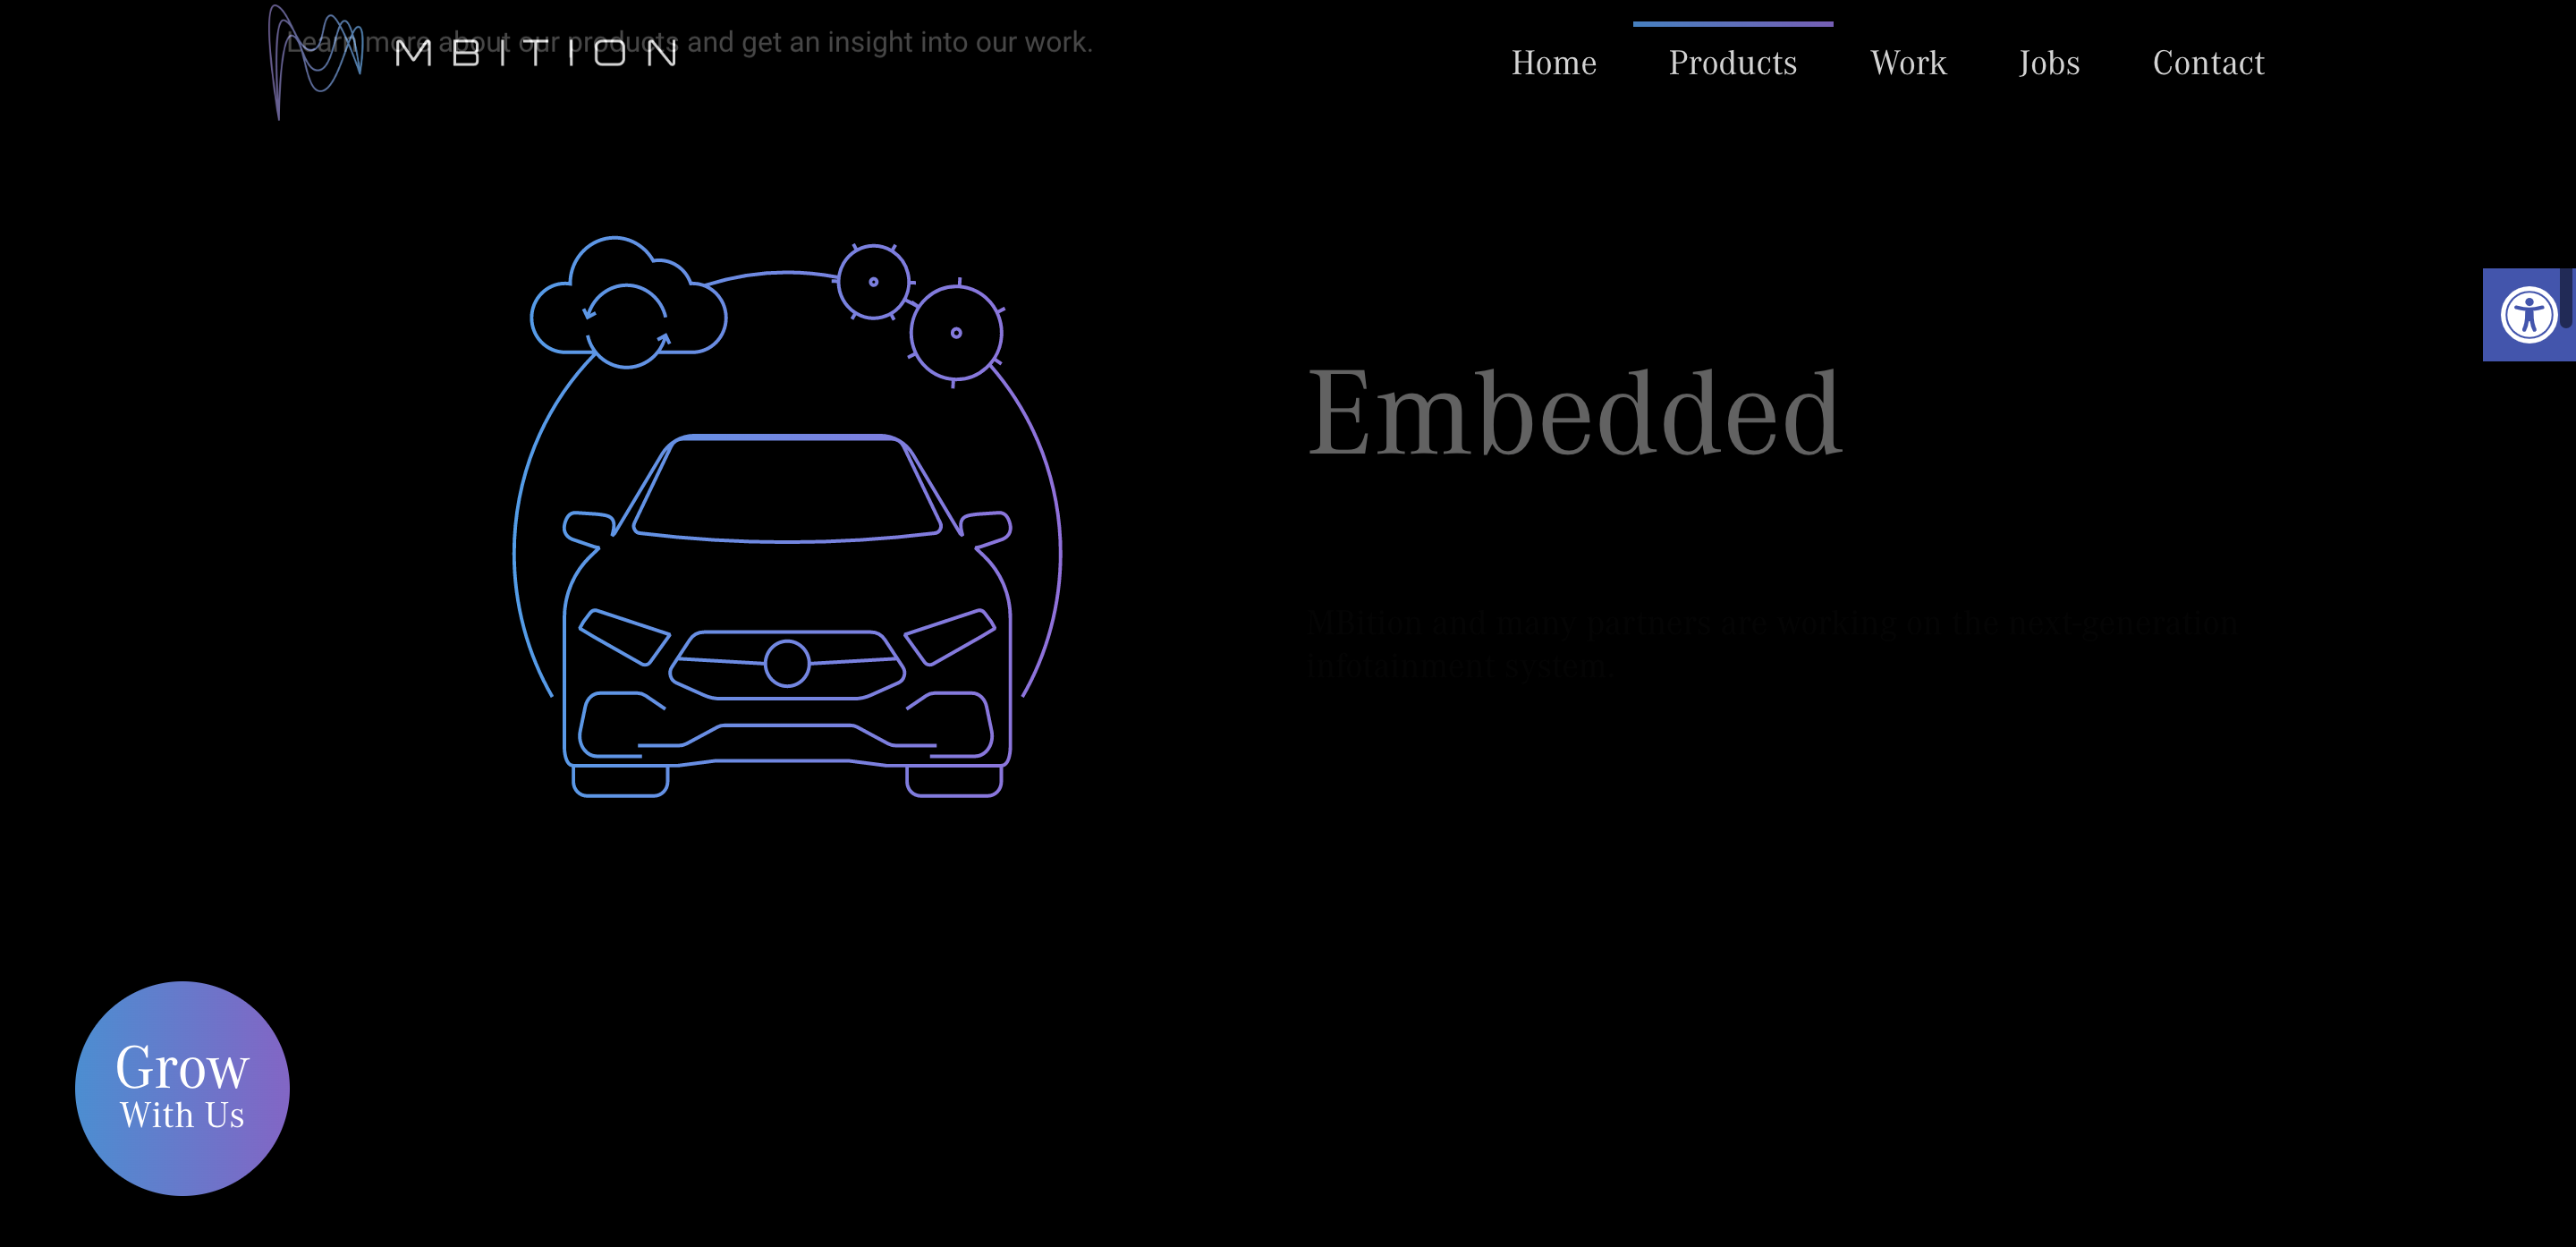 Learn more about our products and get an insight into our work.
MBITION
Home
Products
Work
Jobs
Contact
Embedded
MBition and many partners are working on the next-generation
infotainment system.
Grow
With Us